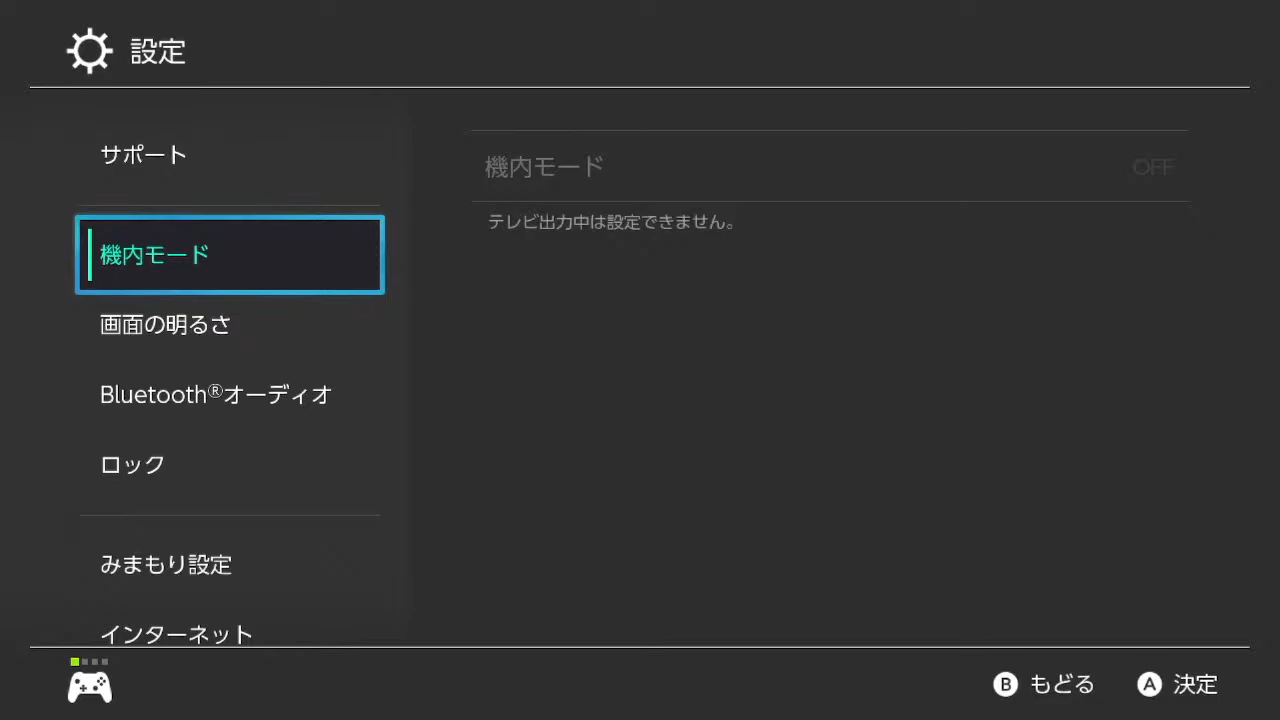 設定
サポート
機内モード
画面の明るさ
Bluetooth®オーディオ
ロック
みまもり設定
インターネット
機内モード OFF
テレビ出力中は設定できません。
B もどる A 決定